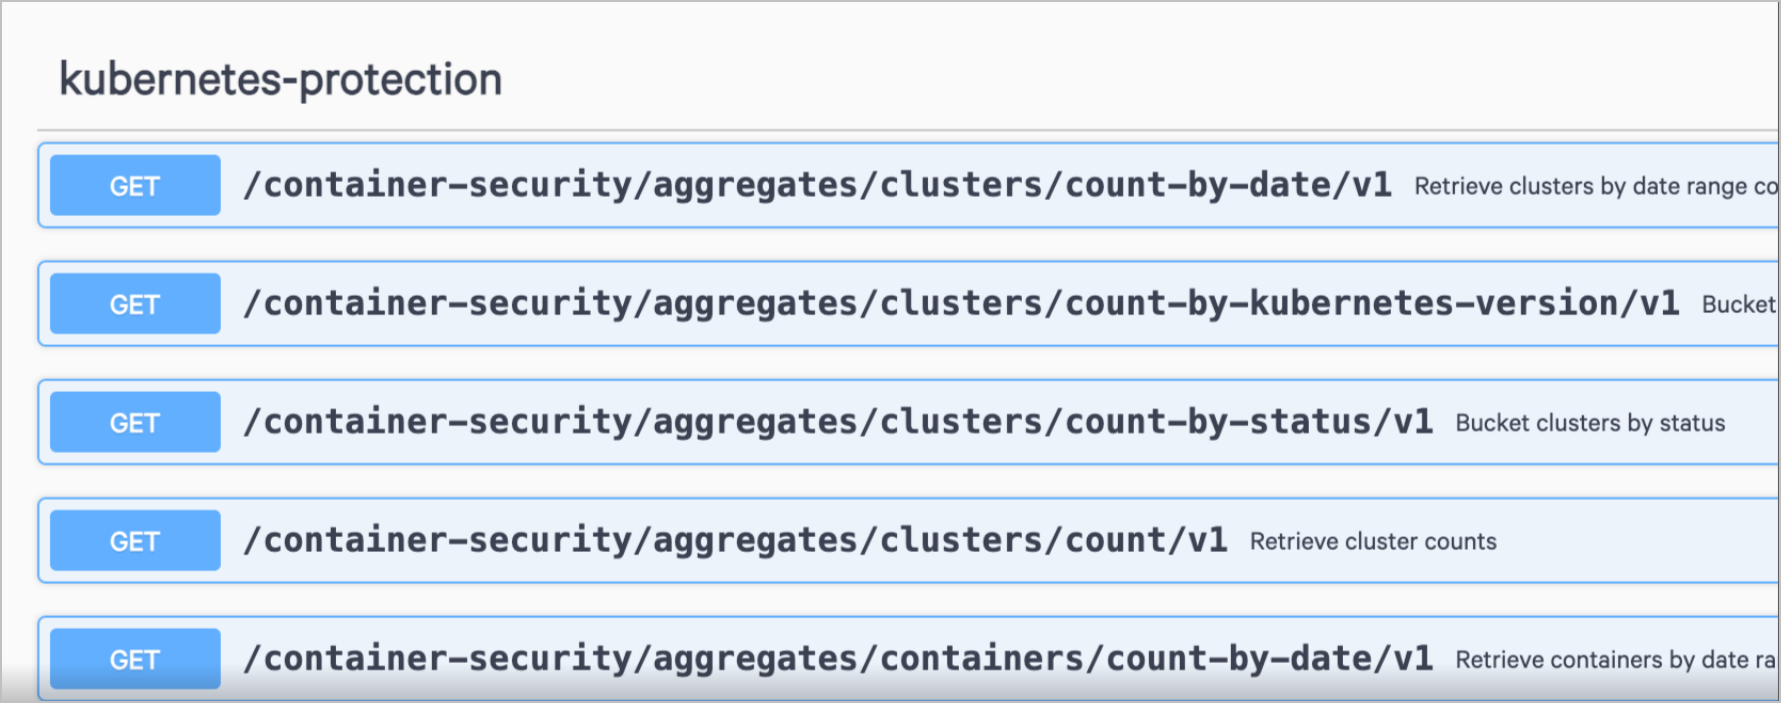 kubernetes-protection
GET /container-security/aggregates/clusters/count-by-date/v1 Retrieve clusters by date range co
GET /container-security/aggregates/clusters/count-by-kubernetes-version/v1 Bucket
GET /container-security/aggregates/clusters/count-by-status/v1 Bucket clusters by status
GET /container-security/aggregates/clusters/count/v1 Retrieve cluster counts
GET /container-security/aggregates/containers/count-by-date/v1 Retrieve containers by date ra